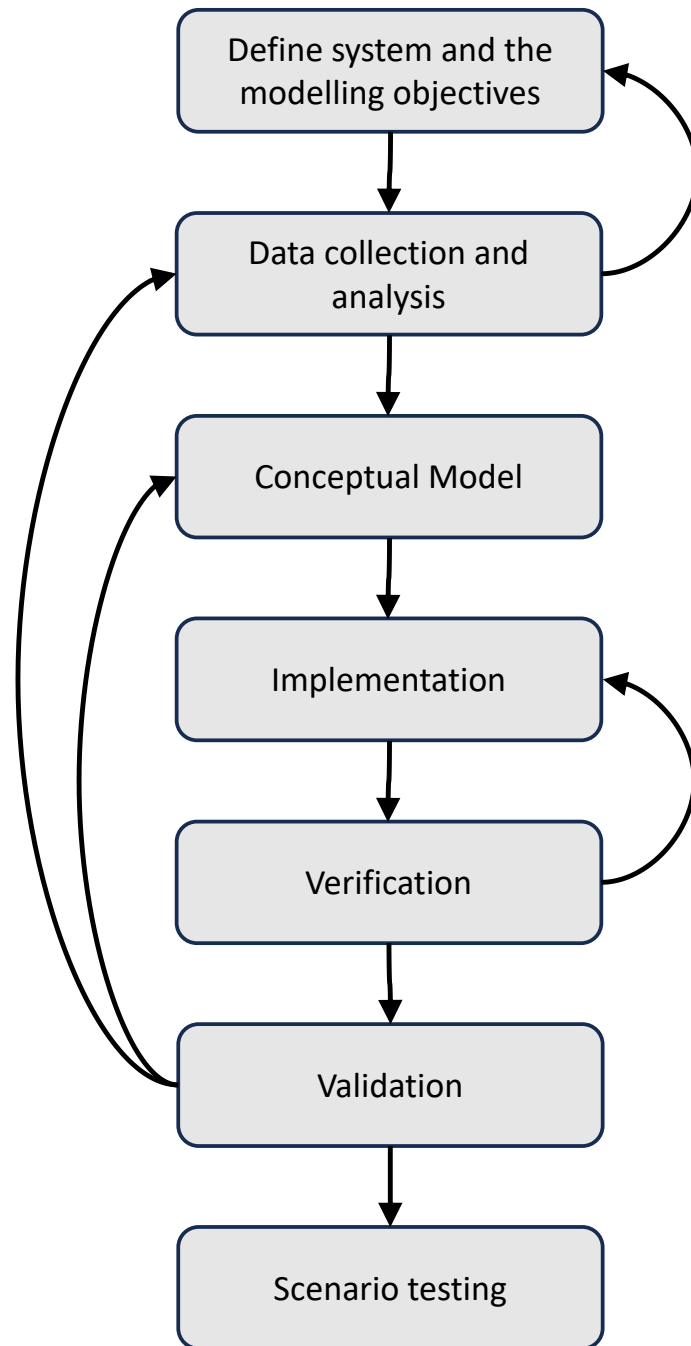 Define system and the
modelling objectives
Data collection and
analysis
Conceptual Model
Implementation
Verification
Validation
Scenario testing